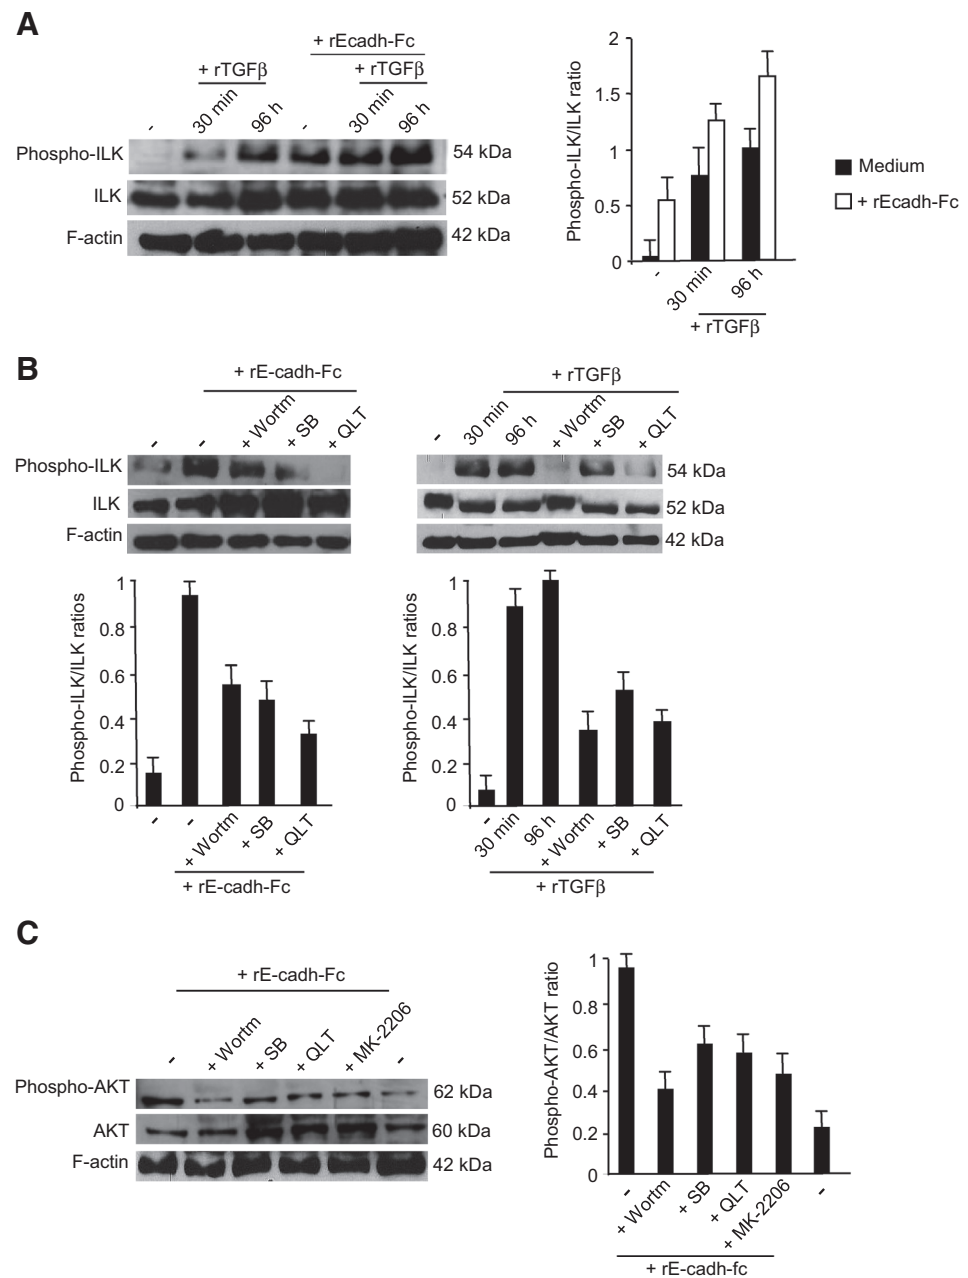 A
+ rEcadh-Fc
+ rTGFβ
+ rTGFβ
-
30 min
96 h
-
30 min
96 h
Phospho-ILK
54 kDa
ILK
52 kDa
F-actin
42 kDa
Phospho-ILK/ILK ratio
2
1.5
1
0.5
0
-
30 min
96 h
+ rTGFβ
Medium
+ rEcadh-Fc
B
+ rE-cadh-Fc
-
-
+ Wortm
+ SB
+ QLT
Phospho-ILK
ILK
F-actin
+ rTGFβ
-
30 min
96 h
+ Wortm
+ SB
+ QLT
54 kDa
52 kDa
42 kDa
Phospho-ILK/ILK ratios
1
0.8
0.6
0.4
0.2
0
-
-
+ Wortm
+ SB
+ QLT
+ rE-cadh-Fc
Phospho-ILK/ILK ratios
1
0.8
0.6
0.4
0.2
0
-
30 min
96 h
+ Wortm
+ SB
+ QLT
+ rTGFβ
C
+ rE-cadh-Fc
-
+ Wortm
+ SB
+ QLT
+ MK-2206
-
Phospho-AKT
62 kDa
AKT
60 kDa
F-actin
42 kDa
Phospho-AKT/AKT ratio
1
0.8
0.6
0.4
0.2
0
-
+ Wortm
+ SB
+ QLT
+ MK-2206
-
+ rE-cadh-fc